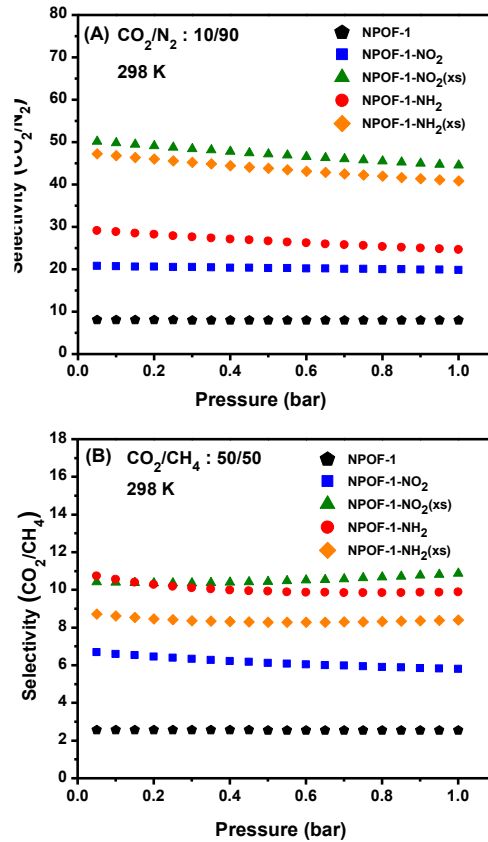 (A) CO2/N2 : 10/90
298 K
NPOF-1
NPOF-1-NO2
NPOF-1-NO2(xs)
NPOF-1-NH2
NPOF-1-NH2(xs)
Selectivity (CO2/N2)
80
70
60
50
40
30
20
10
0
0.0 0.2 0.4 0.6 0.8 1.0
Pressure (bar)
(B) CO2/CH4 : 50/50
298 K
NPOF-1
NPOF-1-NO2
NPOF-1-NO2(xs)
NPOF-1-NH2
NPOF-1-NH2(xs)
Selectivity (CO2/CH4)
18
16
14
12
10
8
6
4
2
0
0.0 0.2 0.4 0.6 0.8 1.0
Pressure (bar)